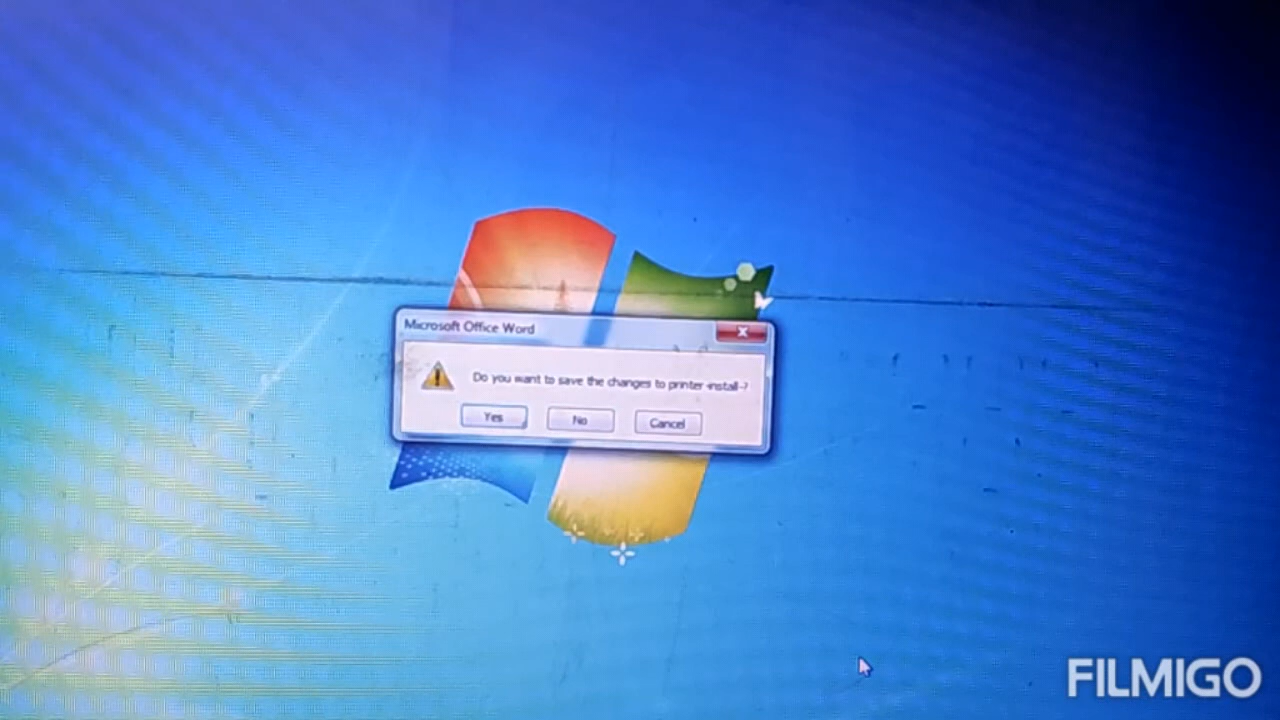 Microsoft Office Word
Do you want to save the changes to printer -install-?
Yes
No
Cancel
FILMIGO